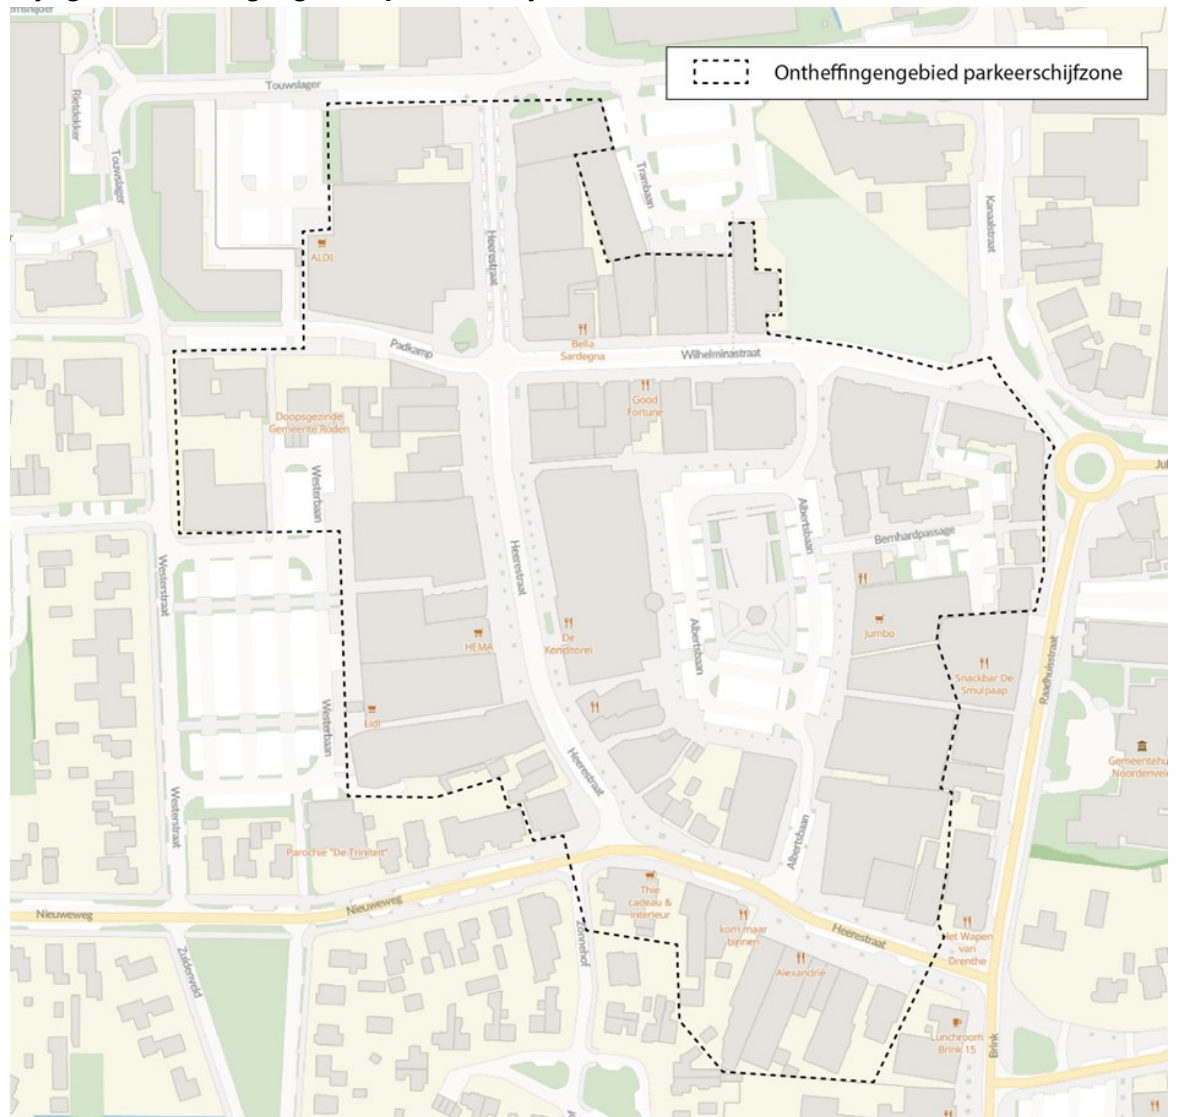 Ontheffingengebied parkeerschijfzone
Touwslager
Rietdekker
Touwslager
Trambaan
Kanaalstraat
Heerestraat
ALDI
Padkamp
Bella
Sardegna
Wilhelminastraat
Good
Fortune
Doopsgezinde
Gemeente Roden
Westerbaan
Albertsbaan
Bernhardpassage
Westerstraat
Heerestraat
De
Konditorei
HEMA
Jumbo
Albertsbaan
Snackbar De
Smulpaap
Raadhuisstraat
Lidl
Westerbaan
Gemeentehu
Noordenveld
Heerestraat
Westerstraat
Albertsbaan
Parochie "De Triniteit"
Nieuweweg
Nieuweweg
Thie
cadeau &
interieur
kom maar
binnen
Heerestraat
Het Wapen
van
Drenthe
Zuidenveld
Zonnehof
Alexandrië
Lunchroom
Brink 15
Brink